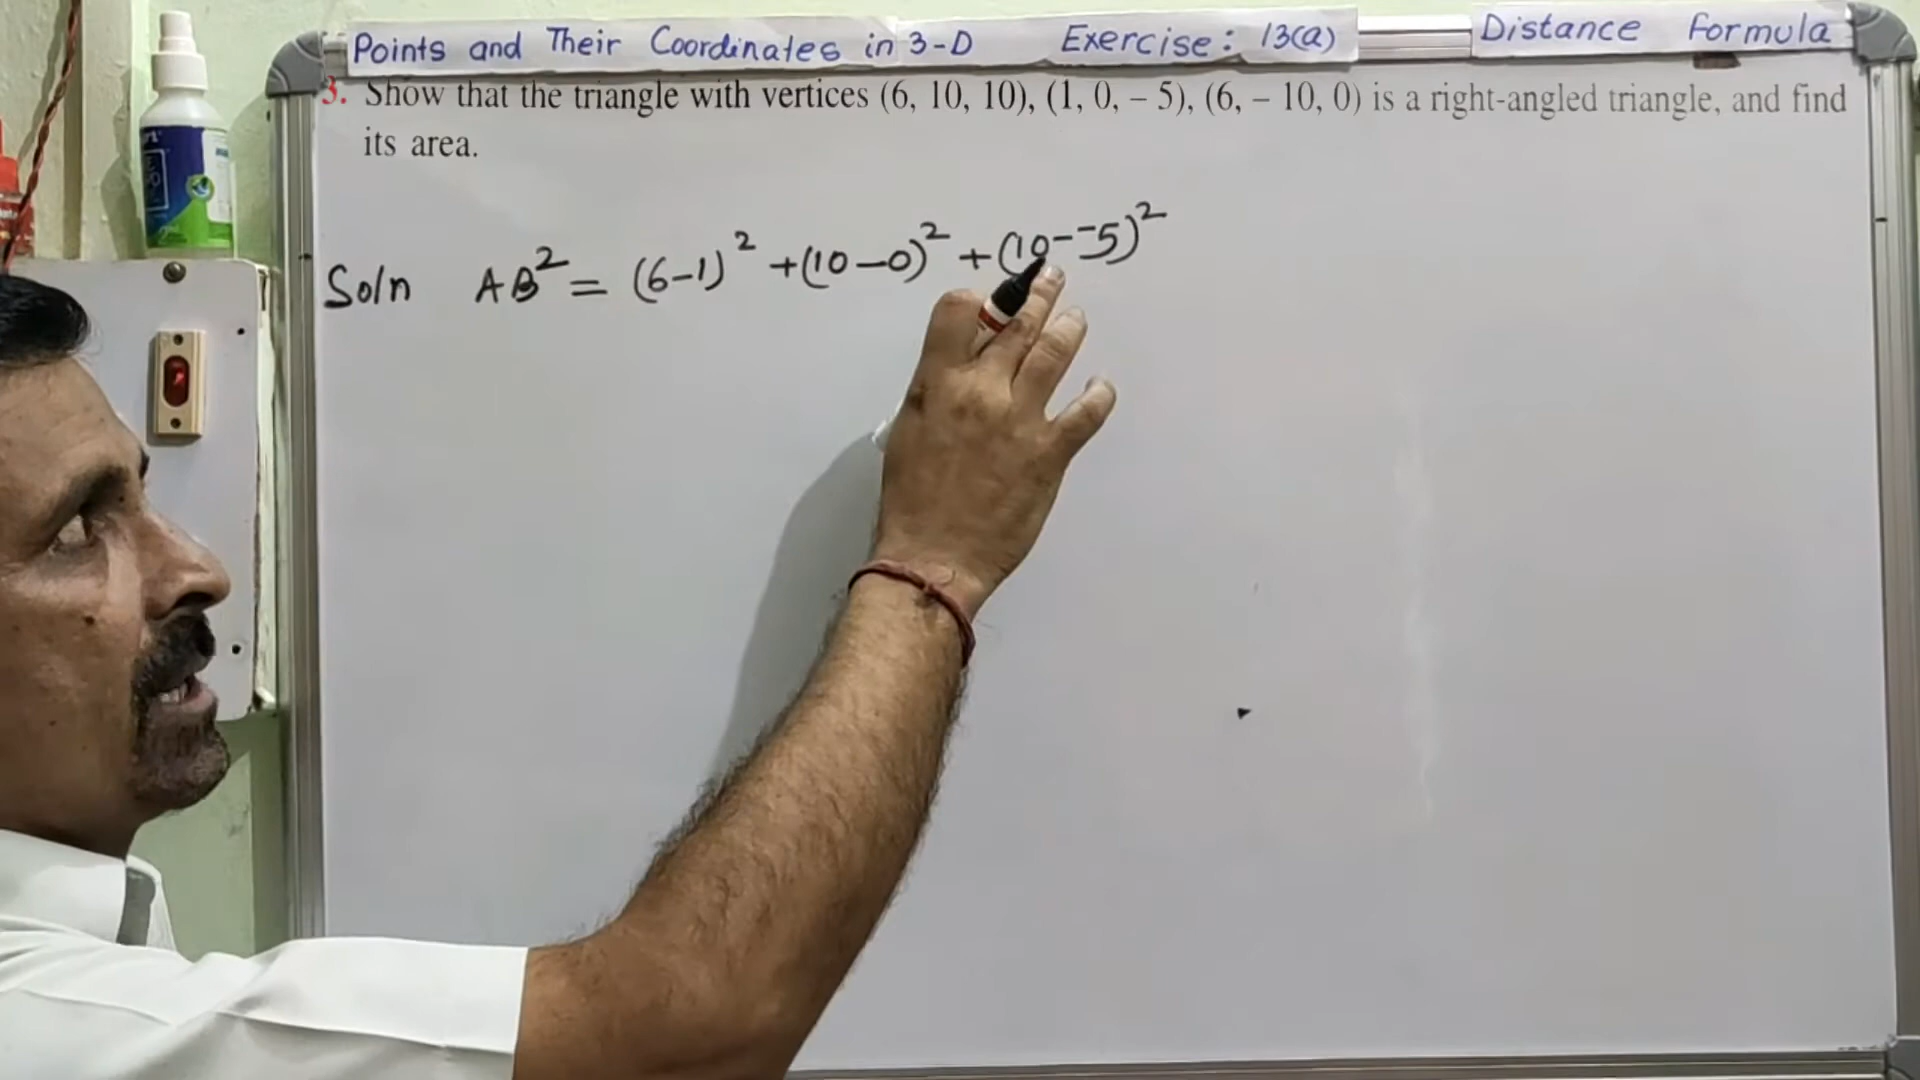 Points and Their Coordinates in 3-D Exercise: 13(a) Distance Formula
3. Show that the triangle with vertices (6, 10, 10), (1, 0, – 5), (6, – 10, 0) is a right-angled triangle, and find
its area.
Soln AB² = (6-1)² +(10-0)² +(10--5)²